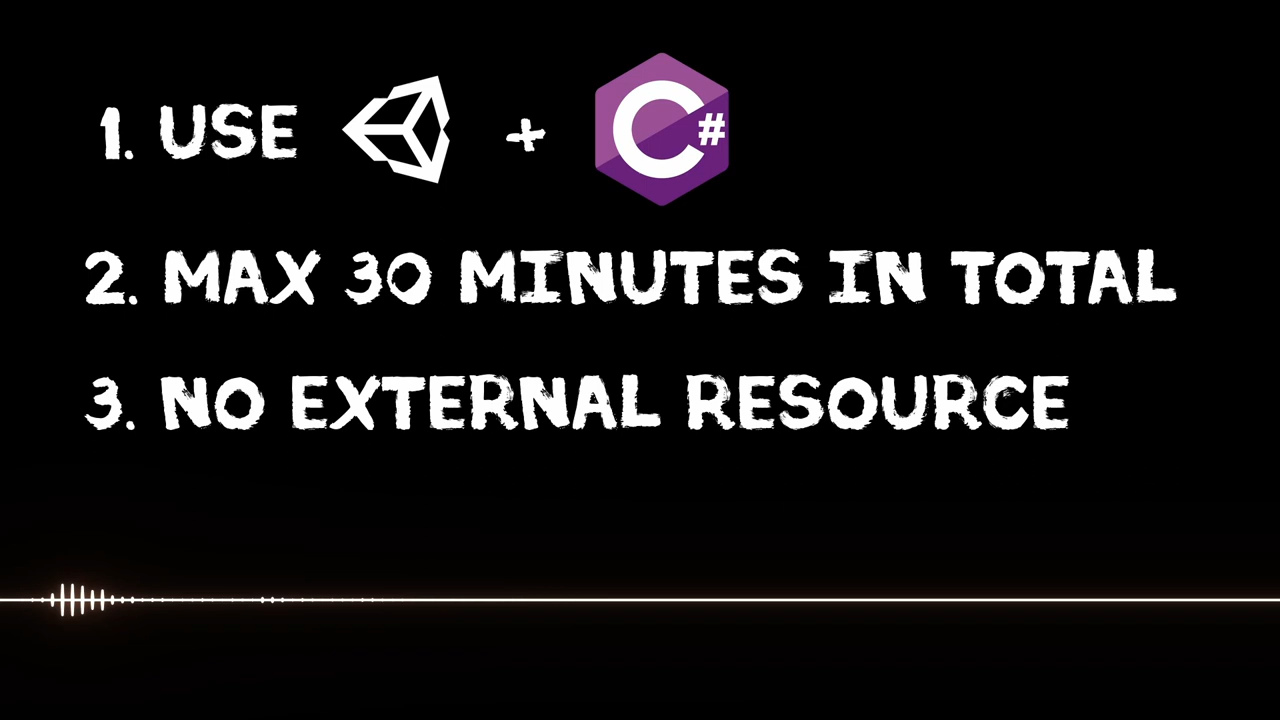 1. USE + C#
2. MAX 30 MINUTES IN TOTAL
3. NO EXTERNAL RESOURCE